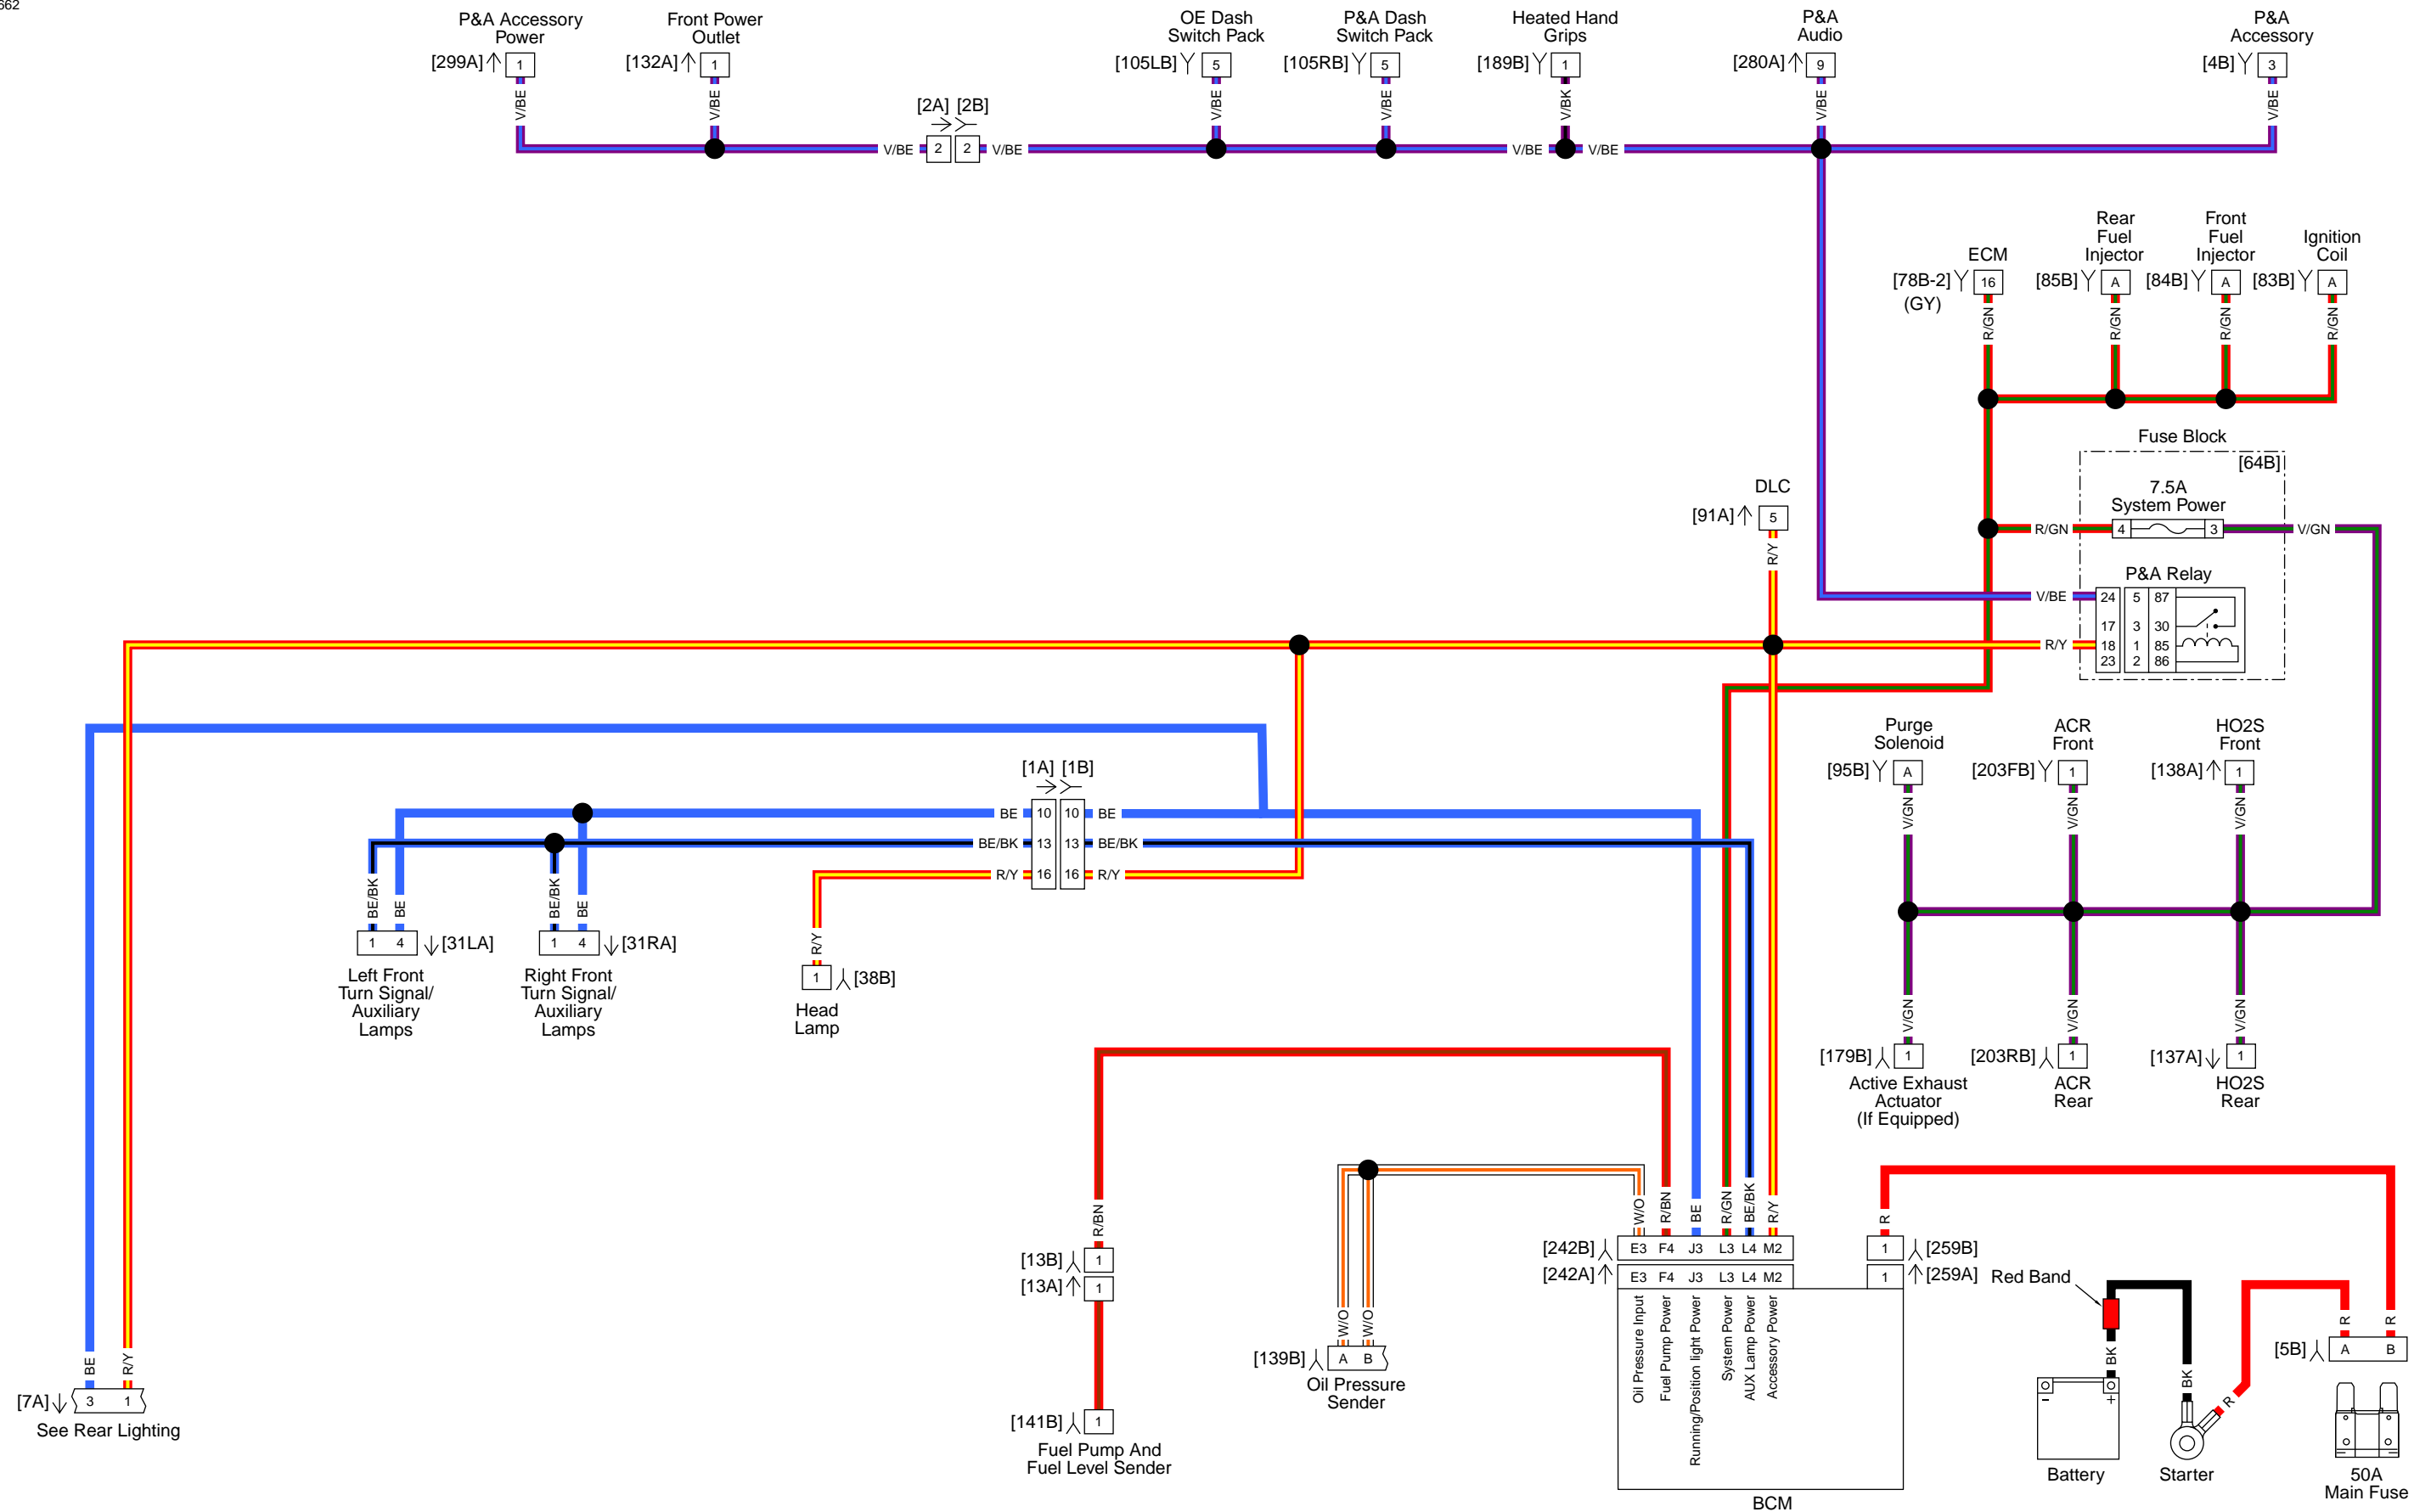 662
P&A Accessory
Power
[299A] 1
Front Power
Outlet
[132A] 1
OE Dash
Switch Pack
[105LB] 5
P&A Dash
Switch Pack
[105RB] 5
Heated Hand
Grips
[189B] 1
P&A
Audio
[280A] 9
P&A
Accessory
[4B] 3
V/BE
V/BE
V/BE
V/BE
V/BK
V/BE
V/BE
[2A] [2B]
V/BE 2 2 V/BE
V/BE V/BE
ECM
[78B-2] 16
(GY)
Rear
Fuel
Injector
[85B] A
Front
Fuel
Injector
[84B] A
Ignition
Coil
[83B] A
R/GN
R/GN
R/GN
R/GN
Fuse Block
[64B]
7.5A
System Power
R/GN 4 3 V/GN
DLC
[91A] 5
R/Y
P&A Relay
V/BE 24 5 87
17 3 30
R/Y 18 1 85
23 2 86
Purge
Solenoid
[95B] A
ACR
Front
[203FB] 1
HO2S
Front
[138A] 1
V/GN
V/GN
V/GN
[1A] [1B]
BE 10 10 BE
BE/BK 13 13 BE/BK
R/Y 16 16 R/Y
BE/BK
BE
BE/BK
BE
1 4 [31LA]
Left Front
Turn Signal/
Auxiliary
Lamps
1 4 [31RA]
Right Front
Turn Signal/
Auxiliary
Lamps
R/Y
1 [38B]
Head
Lamp
V/GN
V/GN
V/GN
[179B] 1
Active Exhaust
Actuator
(If Equipped)
[203RB] 1
ACR
Rear
[137A] 1
HO2S
Rear
R/BN
[13B] 1
[13A] 1
[141B] 1
Fuel Pump And
Fuel Level Sender
W/O
W/O
[139B] A B
Oil Pressure
Sender
W/O
R/BN
BE
R/GN
BE/BK
R/Y
R
[242B] E3 F4 J3 L3 L4 M2 1 [259B]
[242A] E3 F4 J3 L3 L4 M2 1 [259A]
Oil Pressure Input
Fuel Pump Power
Running/Position light Power
System Power
AUX Lamp Power
Accessory Power
BCM
Red Band
BK
BK
R
R
R
[5B] A B
- +
Battery
Starter
50A
Main Fuse
BE
R/Y
[7A] 3 1
See Rear Lighting